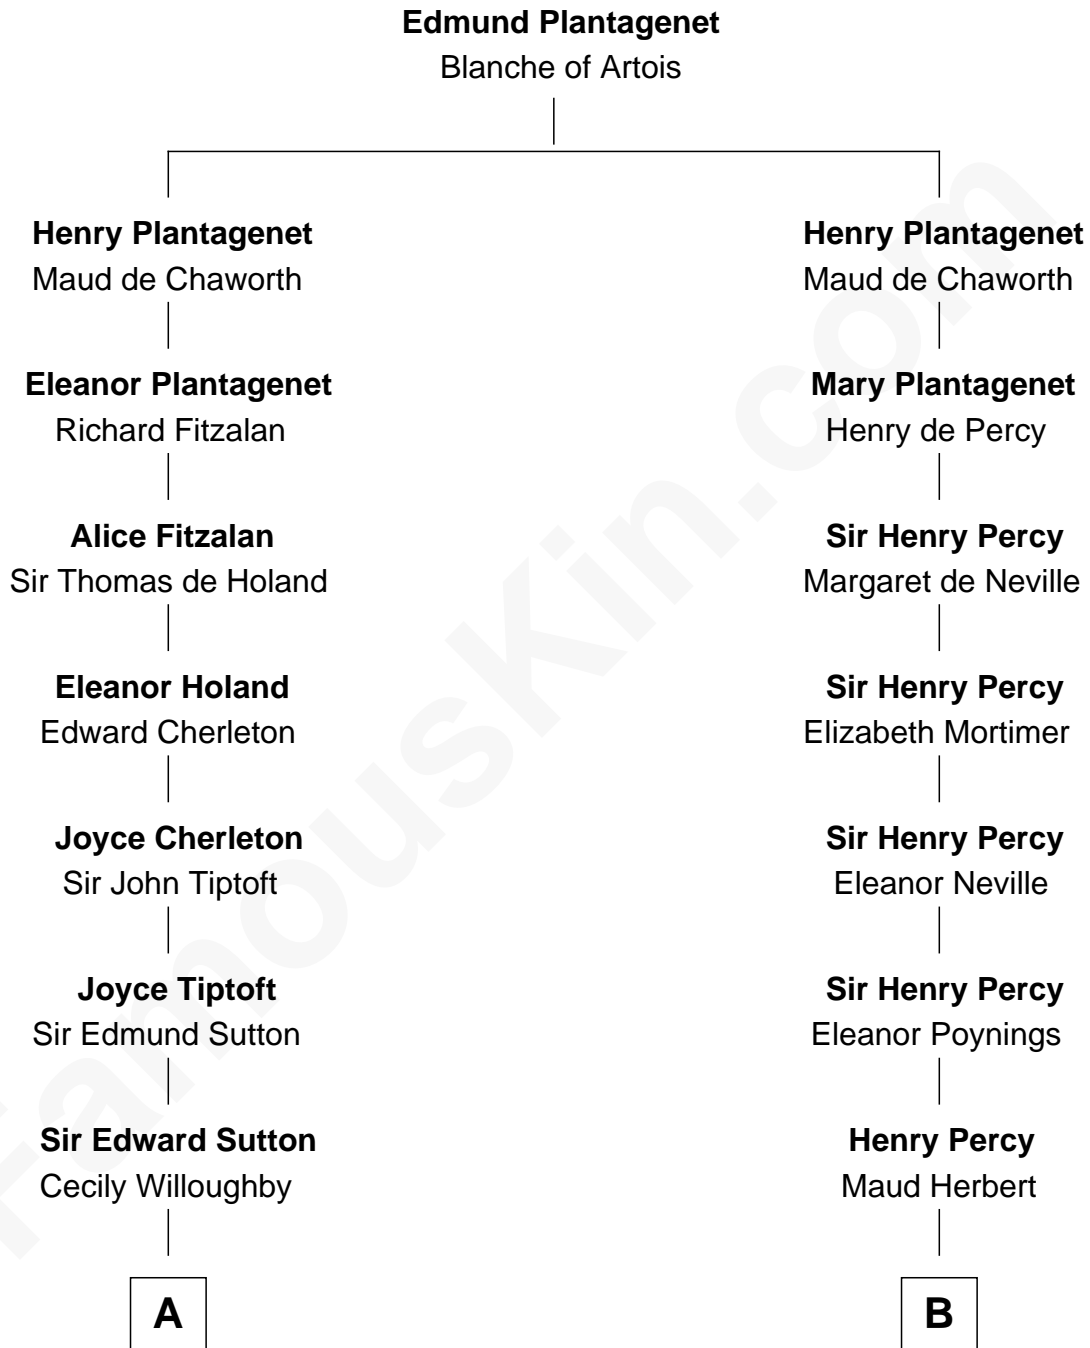 Edmund Plantagenet
Blanche of Artois
Henry Plantagenet
Maud de Chaworth
Eleanor Plantagenet
Richard Fitzalan
Alice Fitzalan
Sir Thomas de Holand
Eleanor Holand
Edward Cherleton
Joyce Cherleton
Sir John Tiptoft
Joyce Tiptoft
Sir Edmund Sutton
Sir Edward Sutton
Cecily Willoughby
A
Henry Plantagenet
Maud de Chaworth
Mary Plantagenet
Henry de Percy
Sir Henry Percy
Margaret de Neville
Sir Henry Percy
Elizabeth Mortimer
Sir Henry Percy
Eleanor Neville
Sir Henry Percy
Eleanor Poynings
Henry Percy
Maud Herbert
B
FamousKin.com